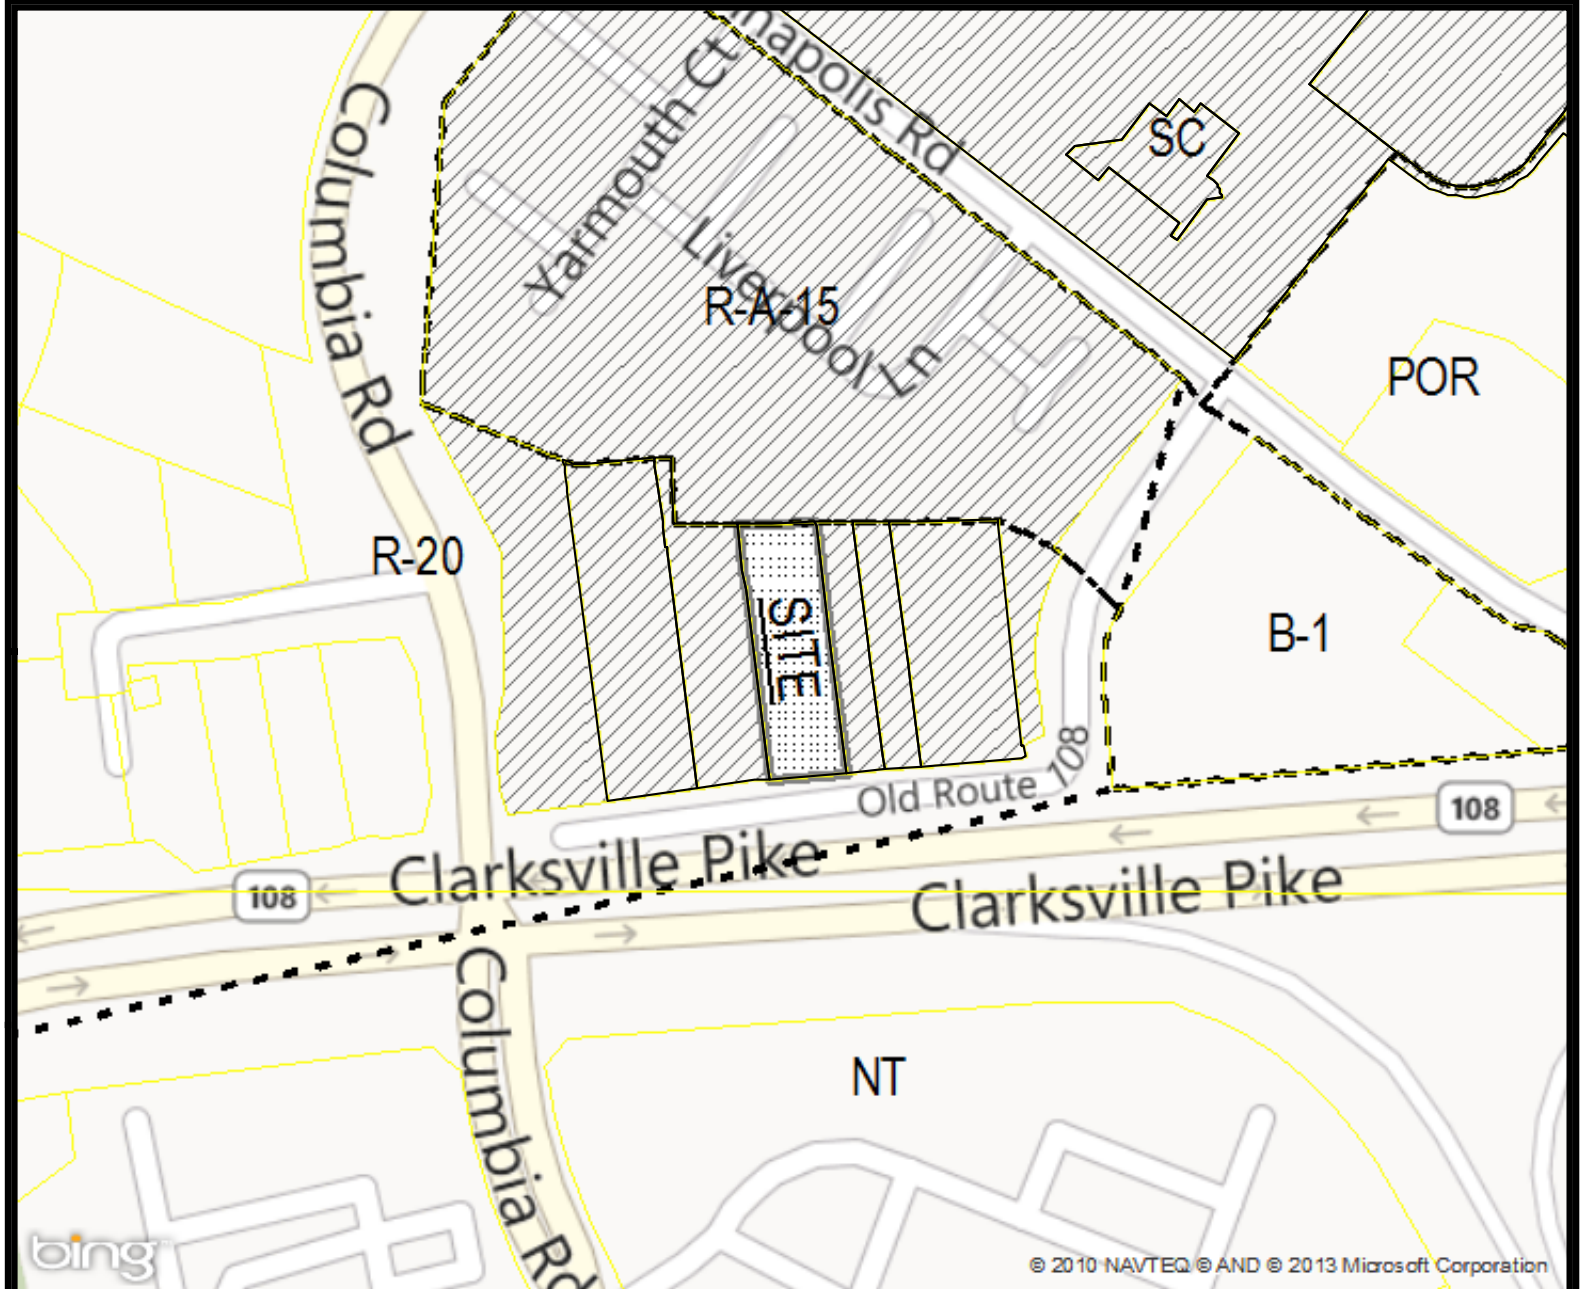 Columbia Rd
Yarmouth Ct
napolis Rd
SC
Liverpool Ln
R-A-15
POR
R-20
SITE
B-1
Old Route 108
108
Clarksville Pike
108
Clarksville Pike
Columbia Rd
NT
bing
© 2010 NAVTEQ © AND © 2013 Microsoft Corporation